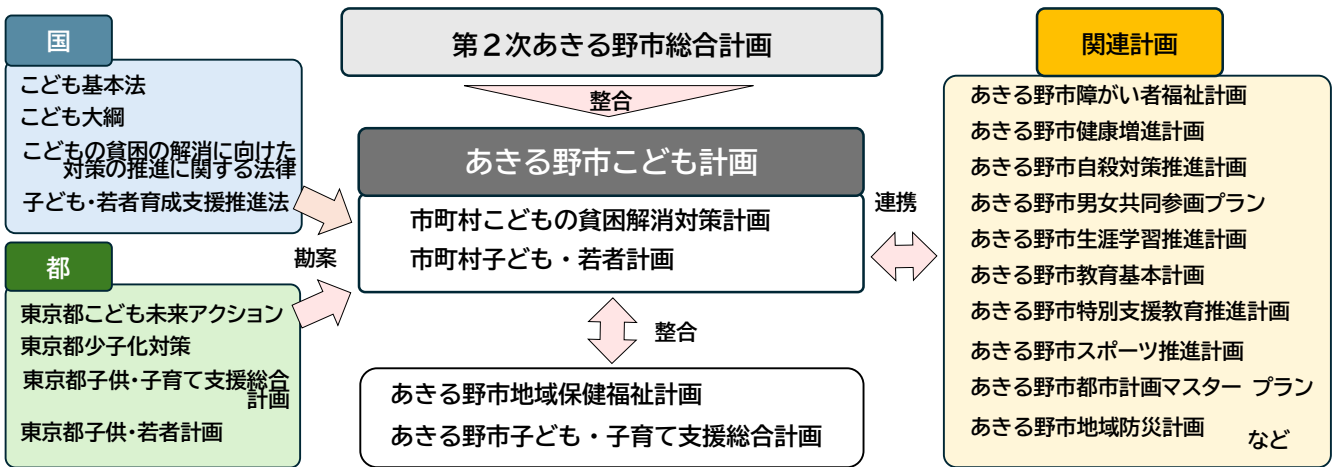 国
こども基本法
こども大綱
こどもの貧困の解消に向けた
対策の推進に関する法律
子ども・若者育成支援推進法
都
東京都こども未来アクション
東京都少子化対策
東京都子供・子育て支援総合
計画
東京都子供・若者計画
勘案
第2次あきる野市総合計画
整合
あきる野市こども計画
市町村こどもの貧困解消対策計画
市町村子ども・若者計画
整合
あきる野市地域保健福祉計画
あきる野市子ども・子育て支援総合計画
連携
関連計画
あきる野市障がい者福祉計画
あきる野市健康増進計画
あきる野市自殺対策推進計画
あきる野市男女共同参画プラン
あきる野市生涯学習推進計画
あきる野市教育基本計画
あきる野市特別支援教育推進計画
あきる野市スポーツ推進計画
あきる野市都市計画マスター プラン
あきる野市地域防災計画
など